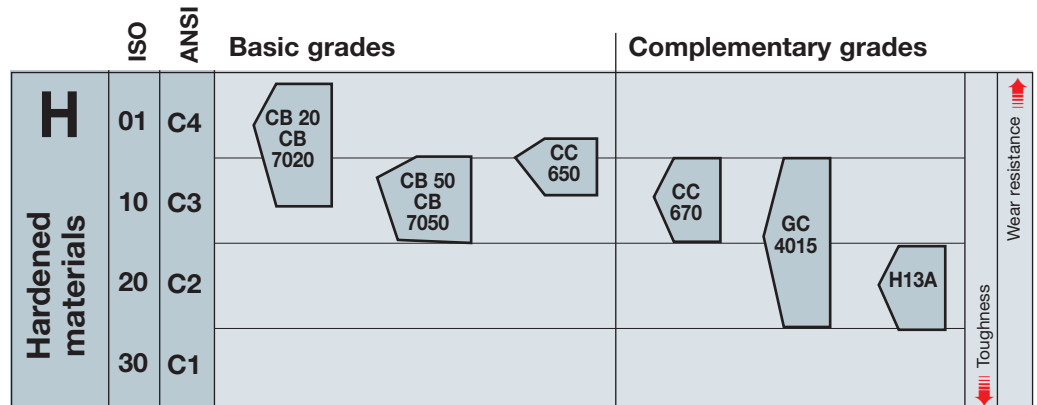 ISO
ANSI
Basic grades
Complementary grades
H
Hardened
materials
01
C4
10
C3
20
C2
30
C1
CB 20
CB
7020
CB 50
CB
7050
CC
650
CC
670
GC
4015
H13A
Toughness
Wear resistance